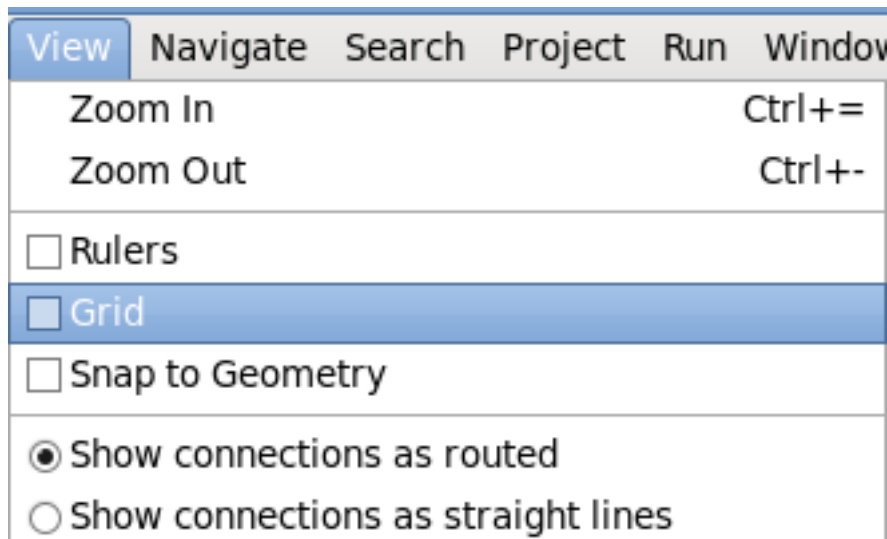 View Navigate Search Project Run Window
Zoom In Ctrl+=
Zoom Out Ctrl+-
Rulers
Grid
Snap to Geometry
Show connections as routed
Show connections as straight lines